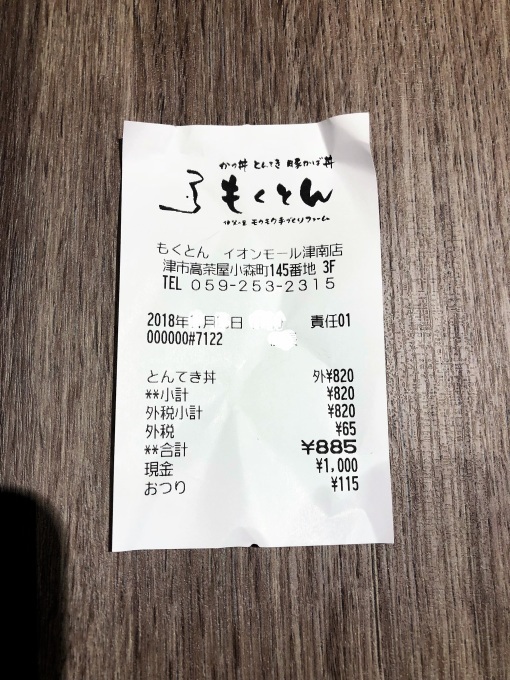 かつ丼 とんてき 豚かば丼
もくとん
伊賀の里 モクモク手づくりファーム
もくとん イオンモール津南店
津市高茶屋小森町145番地 3F
TEL 059-253-2315
2018年 月 日 責任01
000000#7122
とんてき丼 外¥820
**小計 ¥820
外税小計 ¥820
外税 ¥65
**合計 ¥885
現金 ¥1,000
おつり ¥115